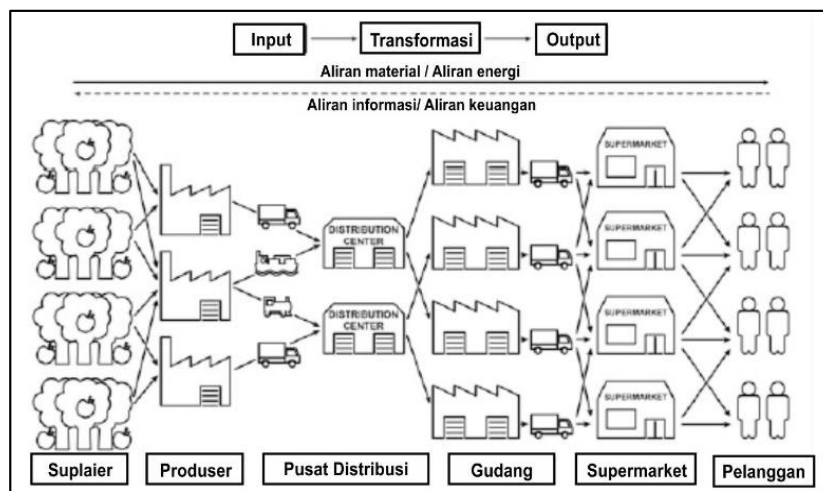 Input
Transformasi
Output
Aliran material / Aliran energi
Aliran informasi/ Aliran keuangan
SUPERMARKET
DISTRIBUTION
CENTER
SUPERMARKET
DISTRIBUTION
CENTER
SUPERMARKET
SUPERMARKET
Suplaier
Produser
Pusat Distribusi
Gudang
Supermarket
Pelanggan